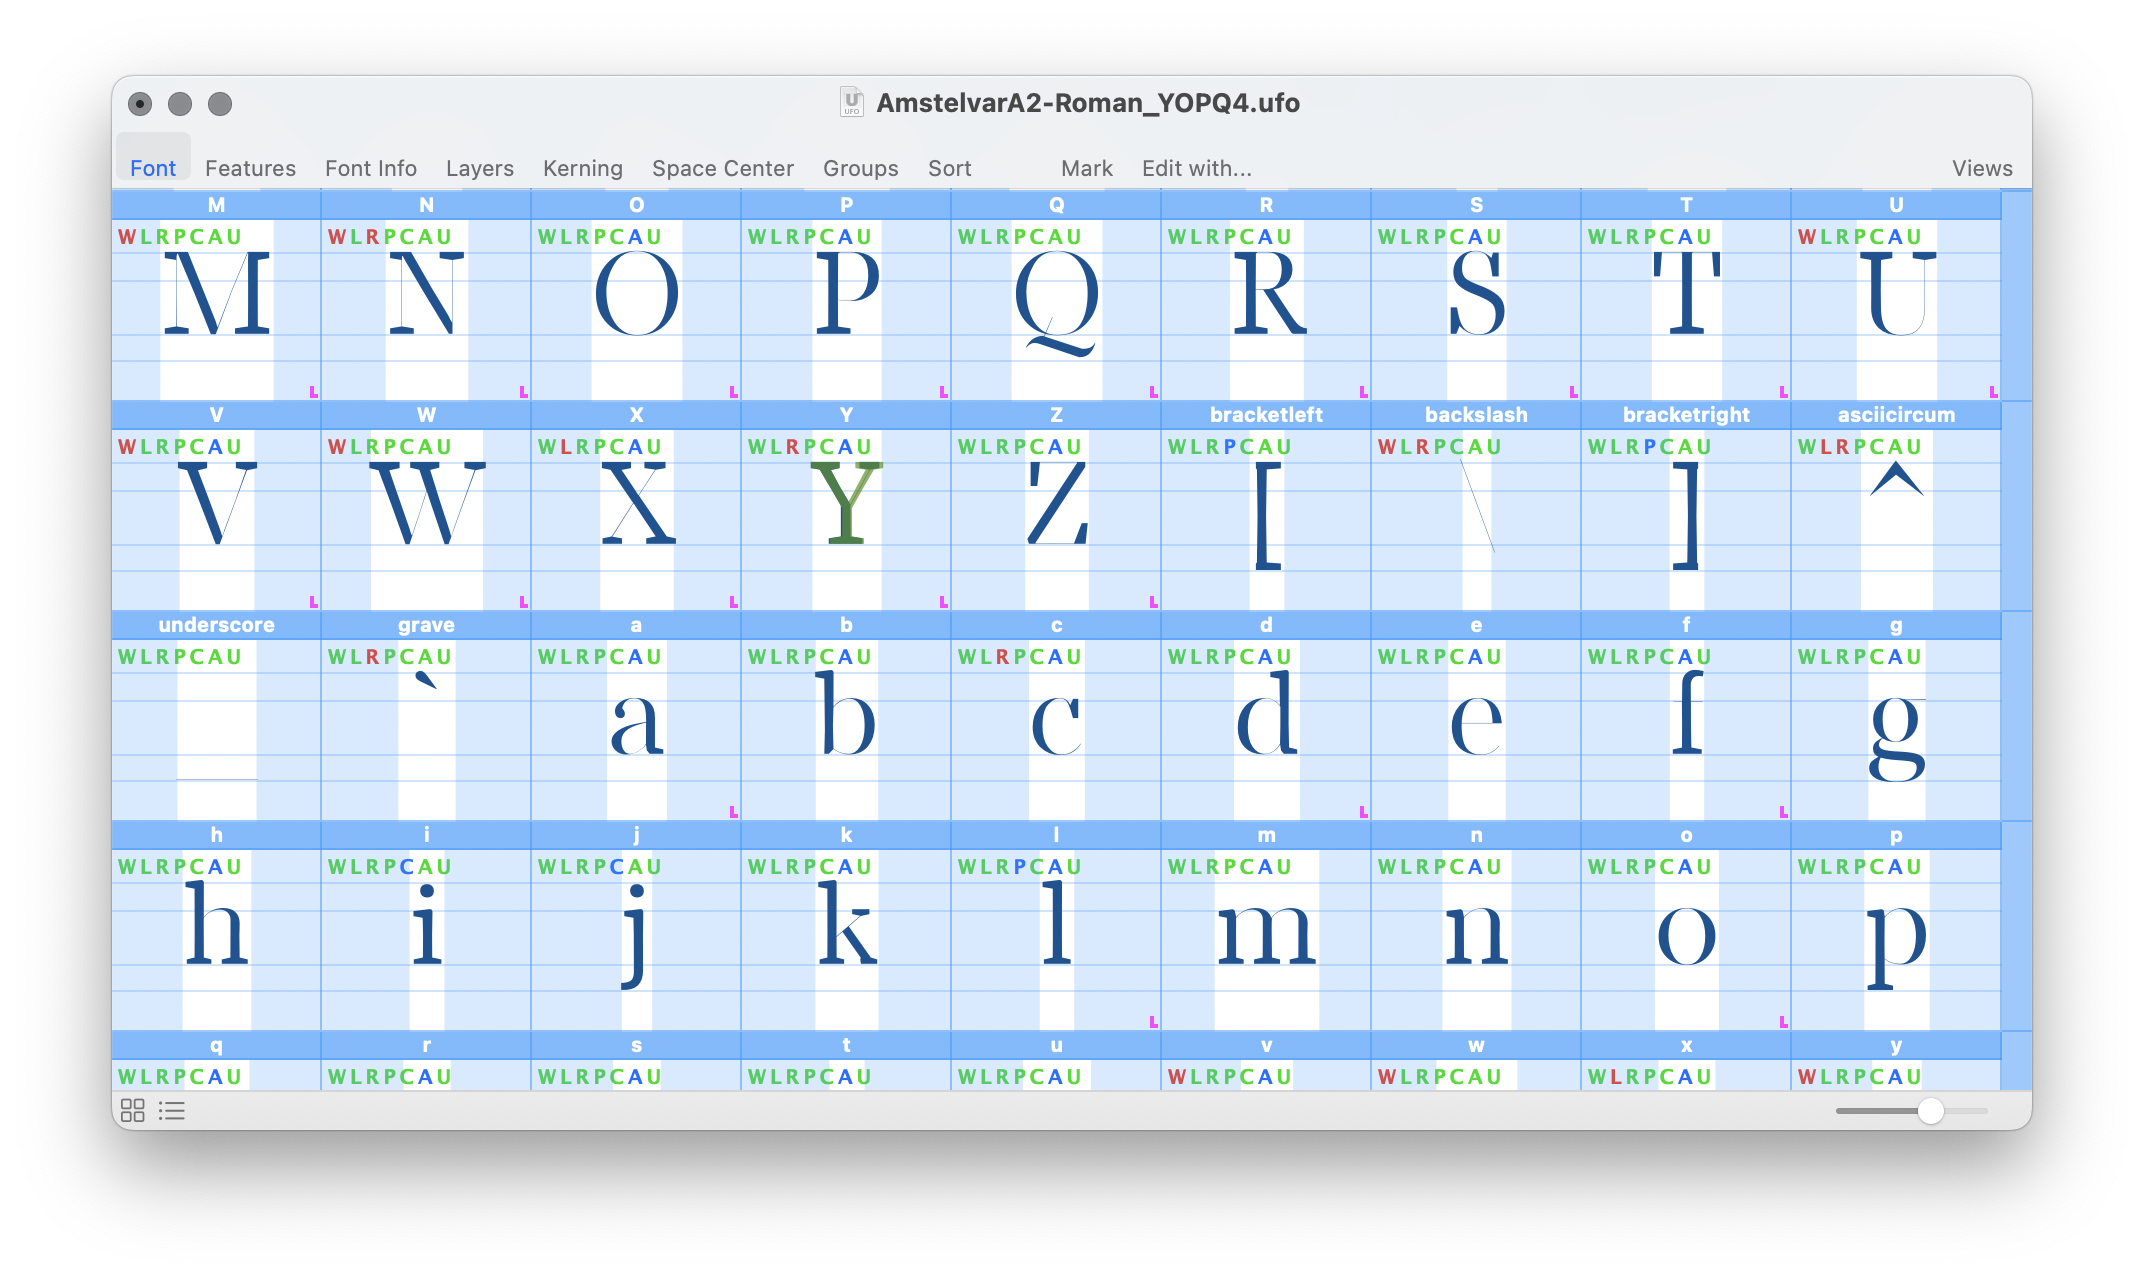 AmstelvarA2-Roman_YOPQ4.ufo
Font Features Font Info Layers Kerning Space Center Groups Sort Mark Edit with... Views
M N O P Q R S T U
WLRPCAU WLRPCAU WLRPCAU WLRPCAU WLRPCAU WLRPCAU WLRPCAU WLRPCAU WLRPCAU
M N O P Q R S T U
L L L L L L L L L
V W X Y Z bracketleft backslash bracketright asciicircum
WLRPCAU WLRPCAU WLRPCAU WLRPCAU WLRPCAU WLRPCAU WLRPCAU WLRPCAU WLRPCAU
V W X Y Z [ \ ] ^
L L L L L
underscore grave a b c d e f g
WLRPCAU WLRPCAU WLRPCAU WLRPCAU WLRPCAU WLRPCAU WLRPCAU WLRPCAU WLRPCAU
_ ` a b c d e f g
L L L
h i j k l m n o p
WLRPCAU WLRPCAU WLRPCAU WLRPCAU WLRPCAU WLRPCAU WLRPCAU WLRPCAU WLRPCAU
h i j k l m n o p
L L
q r s t u v w x y
WLRPCAU WLRPCAU WLRPCAU WLRPCAU WLRPCAU WLRPCAU WLRPCAU WLRPCAU WLRPCAU